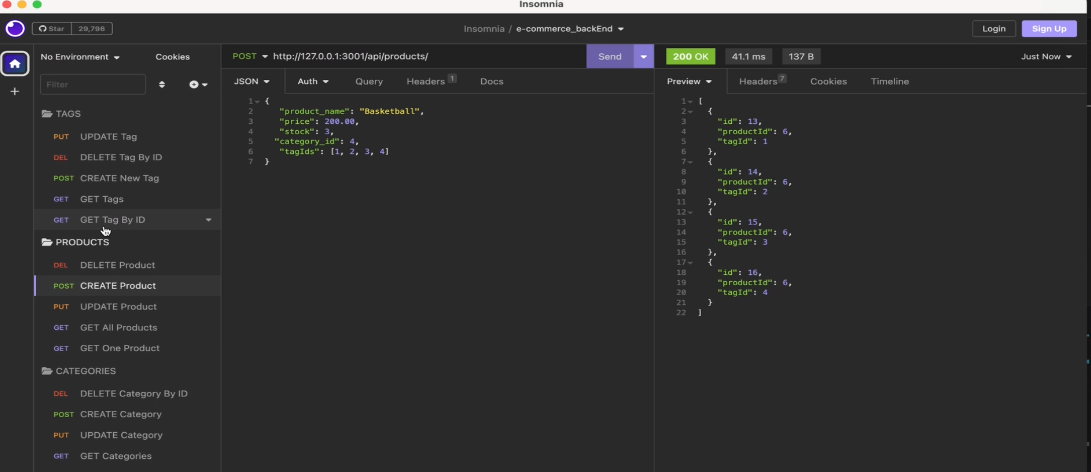 Insomnia
Star 29,796
Insomnia / e-commerce_backEnd
Login
Sign Up
No Environment
Cookies
POST http://127.0.0.1:3001/api/products/
Send
200 OK
41.1 ms
137 B
Just Now
Filter
JSON
Auth
Query
Headers 1
Docs
Preview
Headers 7
Cookies
Timeline
TAGS
PUT UPDATE Tag
DEL DELETE Tag By ID
POST CREATE New Tag
GET GET Tags
GET GET Tag By ID
PRODUCTS
DEL DELETE Product
POST CREATE Product
PUT UPDATE Product
GET GET All Products
GET GET One Product
CATEGORIES
DEL DELETE Category By ID
POST CREATE Category
PUT UPDATE Category
GET GET Categories
1 {
2 "product_name": "Basketball",
3 "price": 200.00,
4 "stock": 3,
5 "category_id": 4,
6 "tagIds": [1, 2, 3, 4]
7 }
1 [
2 {
3 "id": 13,
4 "productId": 6,
5 "tagId": 1
6 },
7 {
8 "id": 14,
9 "productId": 6,
10 "tagId": 2
11 },
12 {
13 "id": 15,
14 "productId": 6,
15 "tagId": 3
16 },
17 {
18 "id": 16,
19 "productId": 6,
20 "tagId": 4
21 }
22 ]